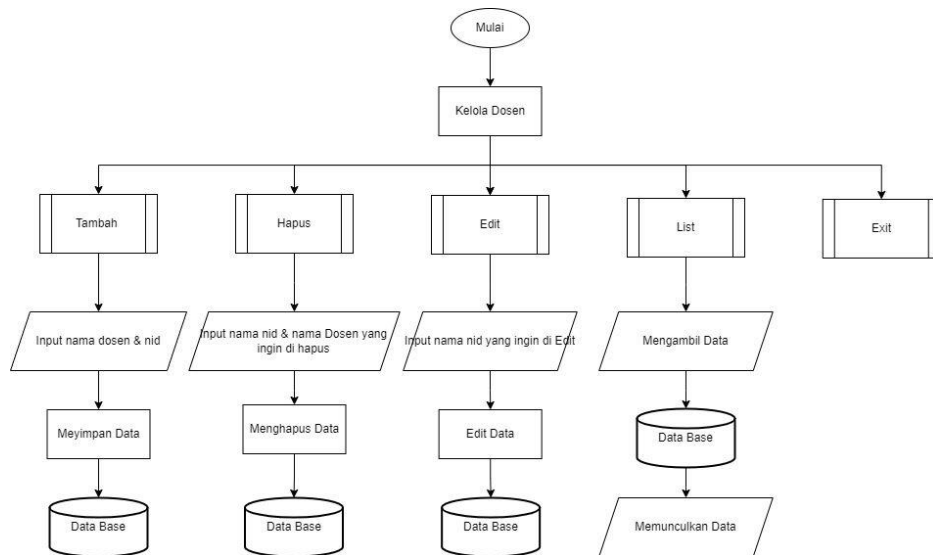 Mulai
Kelola Dosen
Tambah
Hapus
Edit
List
Exit
Input nama dosen & nid
Input nama nid & nama Dosen yang
ingin di hapus
Input nama nid yang ingin di Edit
Mengambil Data
Meyimpan Data
Menghapus Data
Edit Data
Data Base
Data Base
Data Base
Data Base
Memunculkan Data